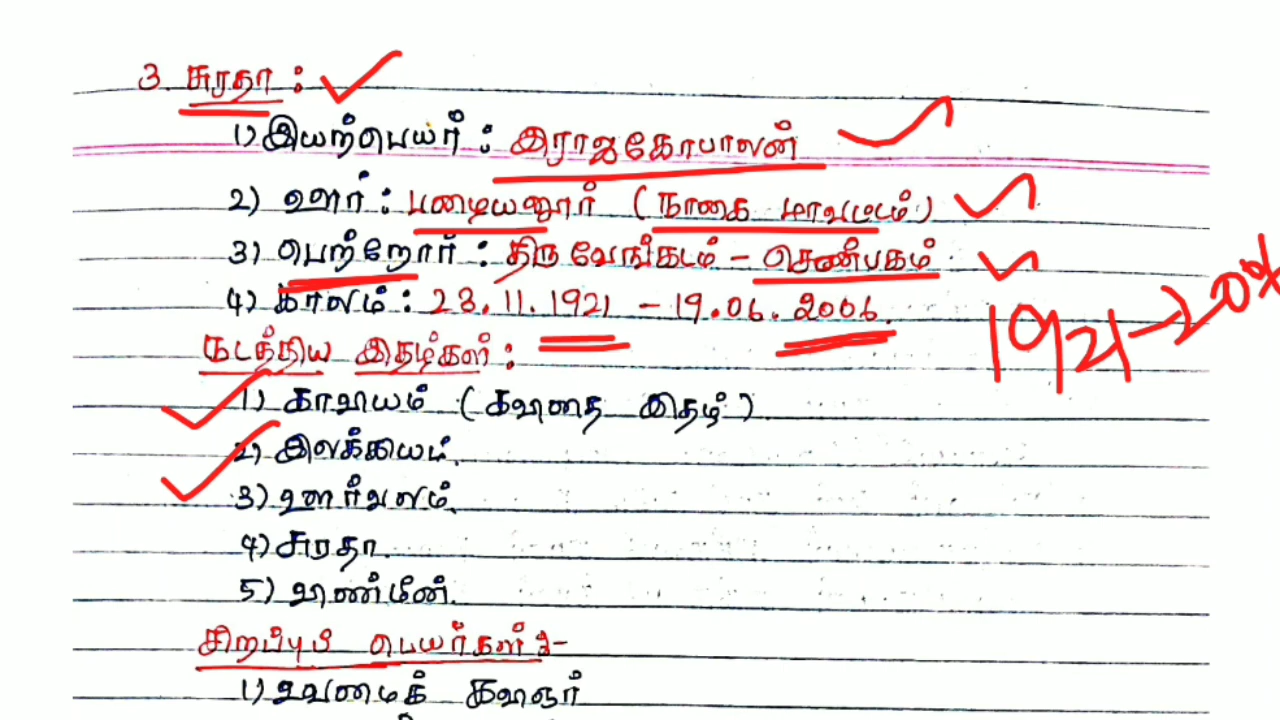 3. சுரதா :
1) இயற்பெயர் : இராஜகோபாலன்
2) ஊர் : பழையனூர் (நாகை மாவட்டம்)
3) பெற்றோர் : திருவேங்கடம் - செண்பகம்
4) காலம் : 23.11.1921 - 19.06.2006.
1921-2006
நடத்திய இதழ்கள் :
1) காவியம் (கவிதை இதழ்)
2) இலக்கியம்.
3) ஊர்வலம்.
4) சுரதா.
5) விண்மீன்.
சிறப்புப் பெயர்கள் :-
1) உவமைக் கவிஞர்